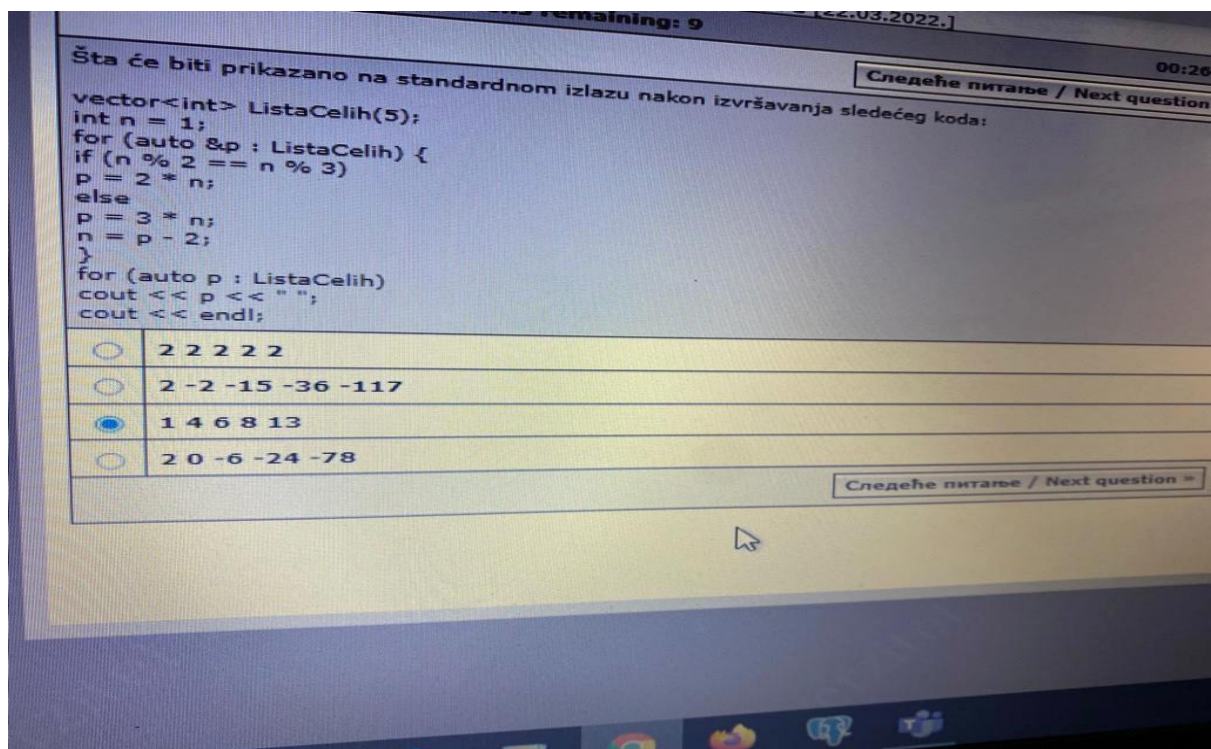 remaining: 9
[22.03.2022.]
00:26
Следеће питање / Next question
Šta će biti prikazano na standardnom izlazu nakon izvršavanja sledećeg koda:
vector<int> ListaCelih(5);
int n = 1;
for (auto &p : ListaCelih) {
if (n % 2 == n % 3)
p = 2 * n;
else
p = 3 * n;
n = p - 2;
}
for (auto p : ListaCelih)
cout << p << " ";
cout << endl;
2 2 2 2 2
2 -2 -15 -36 -117
1 4 6 8 13
2 0 -6 -24 -78
Следеће питање / Next question »